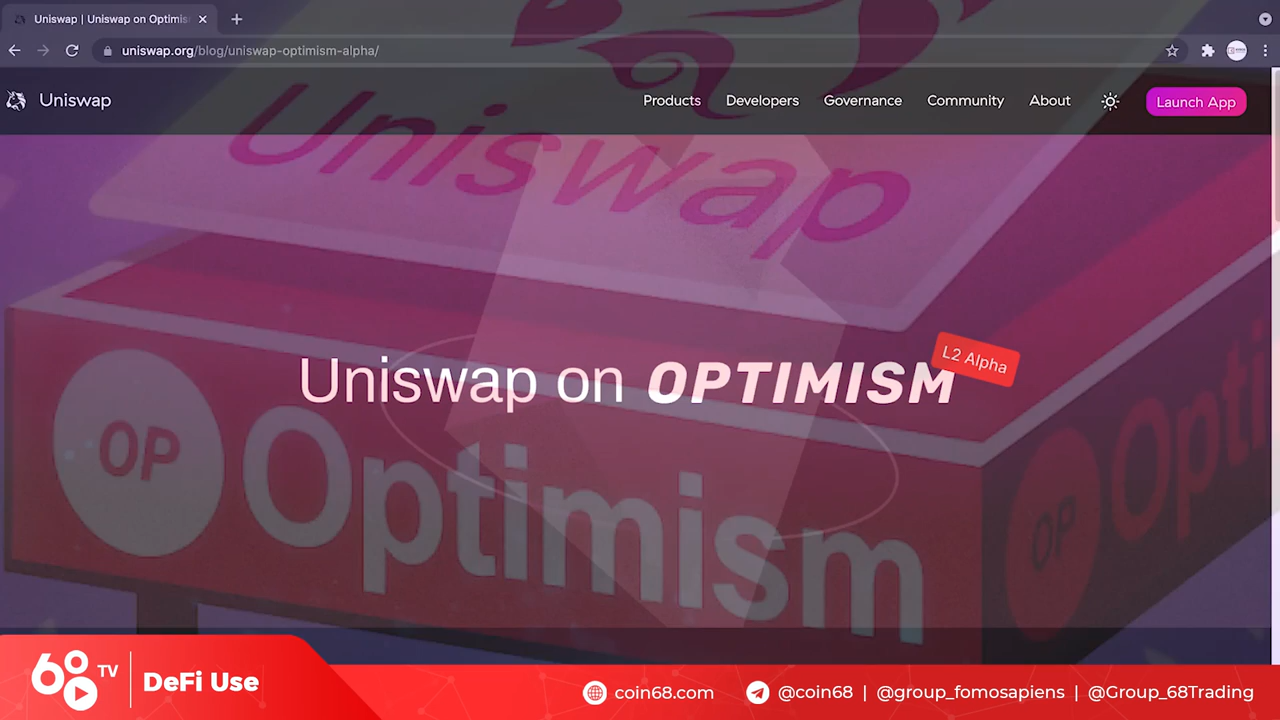 Uniswap | Uniswap on Optimis
uniswap.org/blog/uniswap-optimism-alpha/
Uniswap
Products
Developers
Governance
Community
About
Launch App
Uniswap
Uniswap on OPTIMISM
L2 Alpha
OP Optimism
OP Opti
68 TV
DeFi Use
coin68.com
@coin68 | @group_fomosapiens | @Group_68Trading